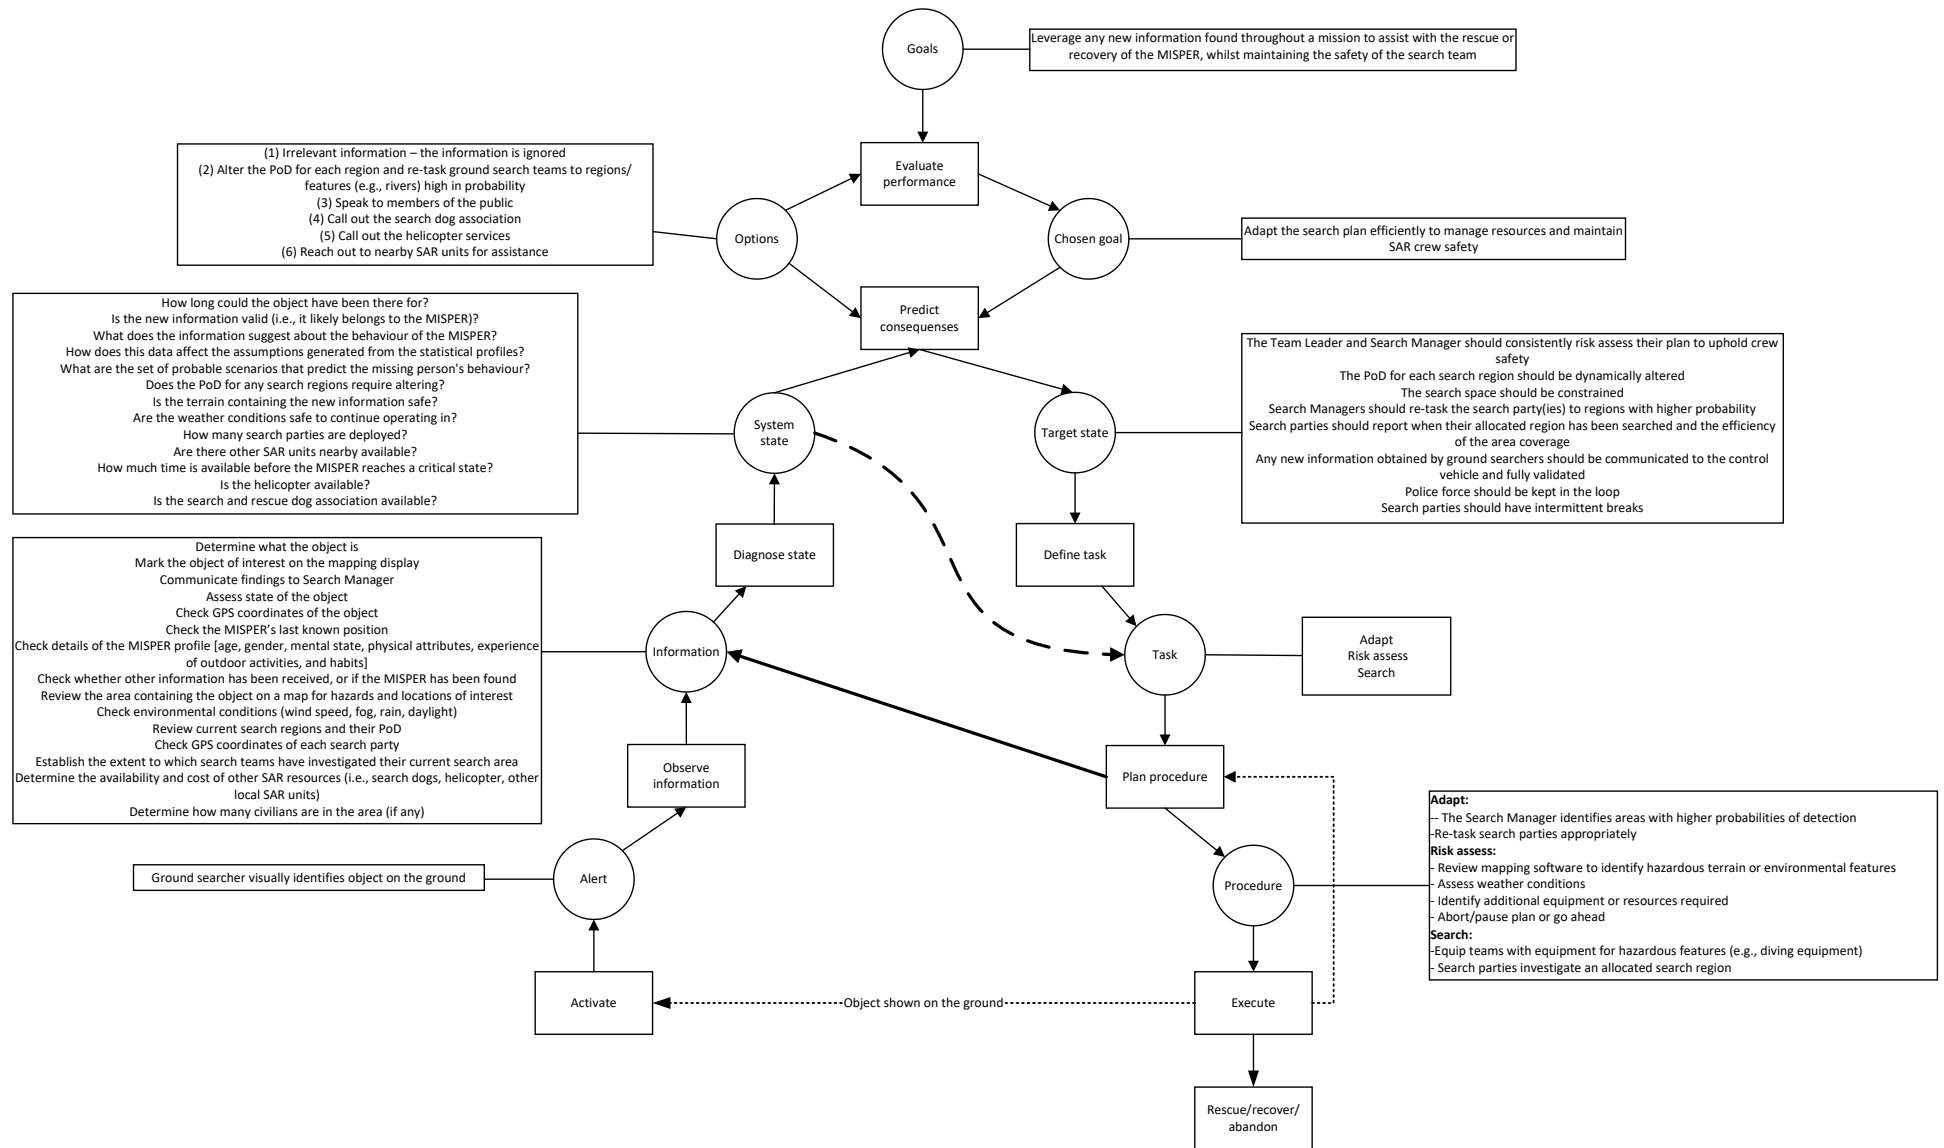 Goals
Leverage any new information found throughout a mission to assist with the rescue or
recovery of the MISPER, whilst maintaining the safety of the search team
Evaluate
performance
(1) Irrelevant information – the information is ignored
(2) Alter the PoD for each region and re-task ground search teams to regions/
features (e.g., rivers) high in probability
(3) Speak to members of the public
(4) Call out the search dog association
(5) Call out the helicopter services
(6) Reach out to nearby SAR units for assistance
Options
Chosen goal
Adapt the search plan efficiently to manage resources and maintain
SAR crew safety
Predict
consequenses
How long could the object have been there for?
Is the new information valid (i.e., it likely belongs to the MISPER)?
What does the information suggest about the behaviour of the MISPER?
How does this data affect the assumptions generated from the statistical profiles?
What are the set of probable scenarios that predict the missing person's behaviour?
Does the PoD for any search regions require altering?
Is the terrain containing the new information safe?
Are the weather conditions safe to continue operating in?
How many search parties are deployed?
Are there other SAR units nearby available?
How much time is available before the MISPER reaches a critical state?
Is the helicopter available?
Is the search and rescue dog association available?
System
state
Target state
The Team Leader and Search Manager should consistently risk assess their plan to uphold crew
safety
The PoD for each search region should be dynamically altered
The search space should be constrained
Search Managers should re-task the search party(ies) to regions with higher probability
Search parties should report when their allocated region has been searched and the efficiency
of the area coverage
Any new information obtained by ground searchers should be communicated to the control
vehicle and fully validated
Police force should be kept in the loop
Search parties should have intermittent breaks
Diagnose state
Define task
Determine what the object is
Mark the object of interest on the mapping display
Communicate findings to Search Manager
Assess state of the object
Check GPS coordinates of the object
Check the MISPER’s last known position
Check details of the MISPER profile [age, gender, mental state, physical attributes, experience
of outdoor activities, and habits]
Check whether other information has been received, or if the MISPER has been found
Review the area containing the object on a map for hazards and locations of interest
Check environmental conditions (wind speed, fog, rain, daylight)
Review current search regions and their PoD
Check GPS coordinates of each search party
Establish the extent to which search teams have investigated their current search area
Determine the availability and cost of other SAR resources (i.e., search dogs, helicopter, other
local SAR units)
Determine how many civilians are in the area (if any)
Information
Task
Adapt
Risk assess
Search
Observe
information
Plan procedure
Ground searcher visually identifies object on the ground
Alert
Procedure
Adapt:
-- The Search Manager identifies areas with higher probabilities of detection
-Re-task search parties appropriately
Risk assess:
- Review mapping software to identify hazardous terrain or environmental features
- Assess weather conditions
- Identify additional equipment or resources required
- Abort/pause plan or go ahead
Search:
-Equip teams with equipment for hazardous features (e.g., diving equipment)
- Search parties investigate an allocated search region
Activate
Object shown on the ground
Execute
Rescue/recover/
abandon